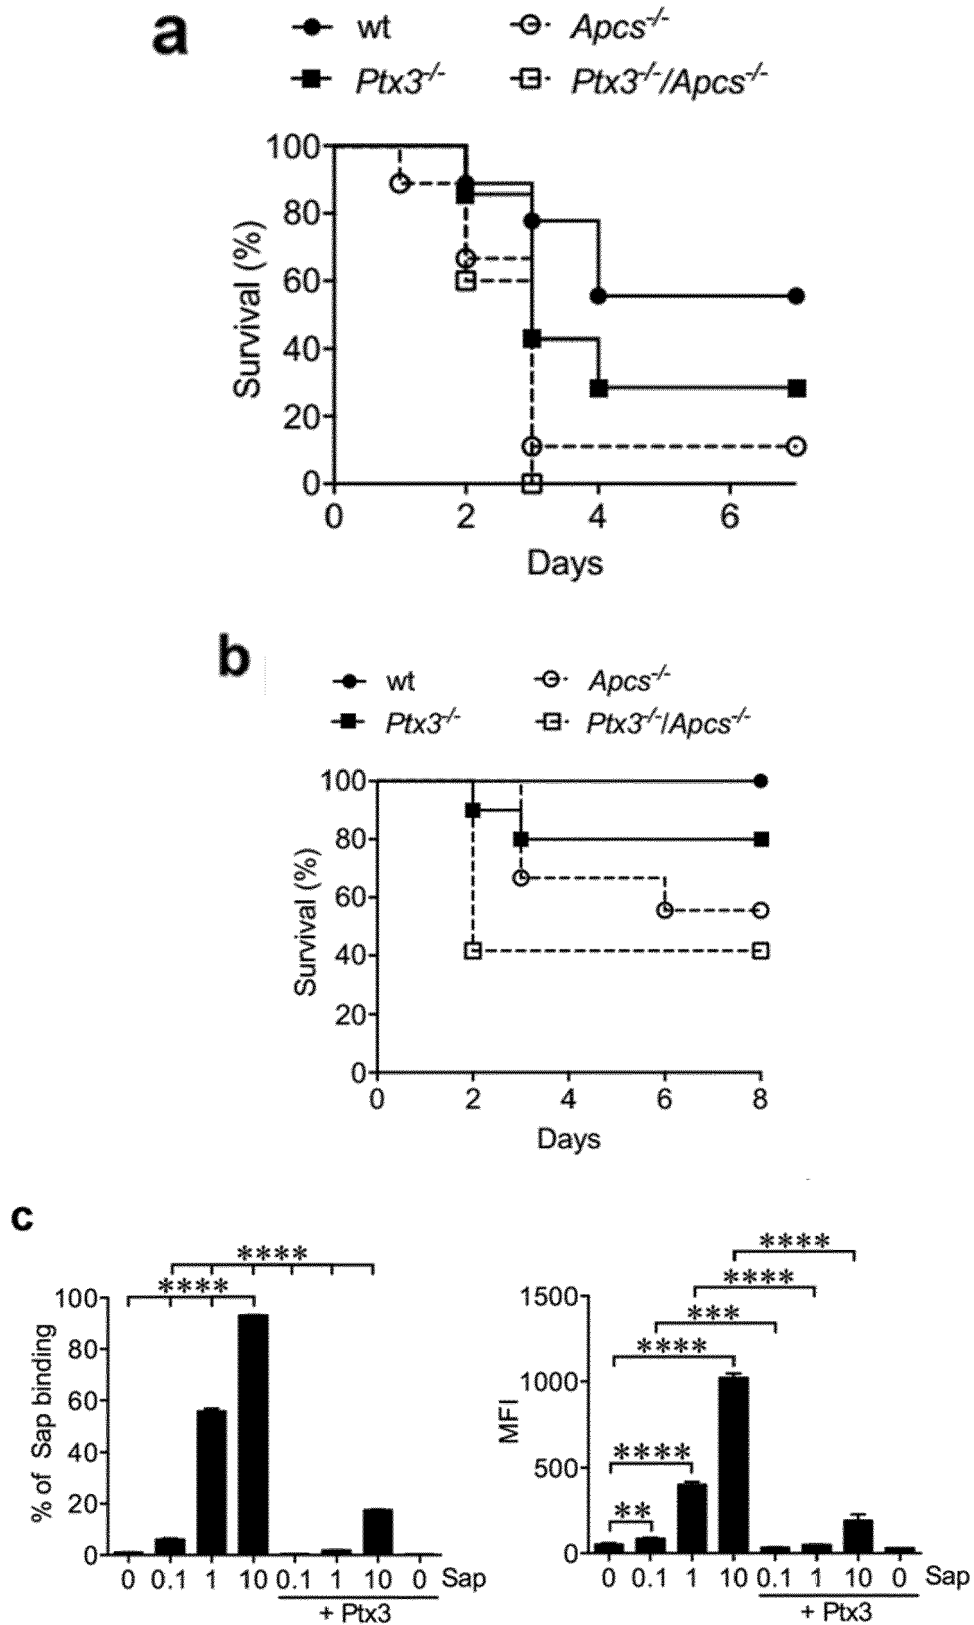 a
wt Apcs-/-
Ptx3-/- Ptx3-/-/Apcs-/-
100
80
60
40
20
0
Survival (%)
0 2 4 6
Days
b
wt Apcs-/-
Ptx3-/- Ptx3-/-/Apcs-/-
100
80
60
40
20
0
Survival (%)
0 2 4 6 8
Days
c
****
****
100
80
60
40
20
0
% of Sap binding
0 0.1 1 10 0.1 1 10 0 Sap
+ Ptx3
****
****
***
****
****
**
1500
1000
500
0
MFI
0 0.1 1 10 0.1 1 10 0 Sap
+ Ptx3